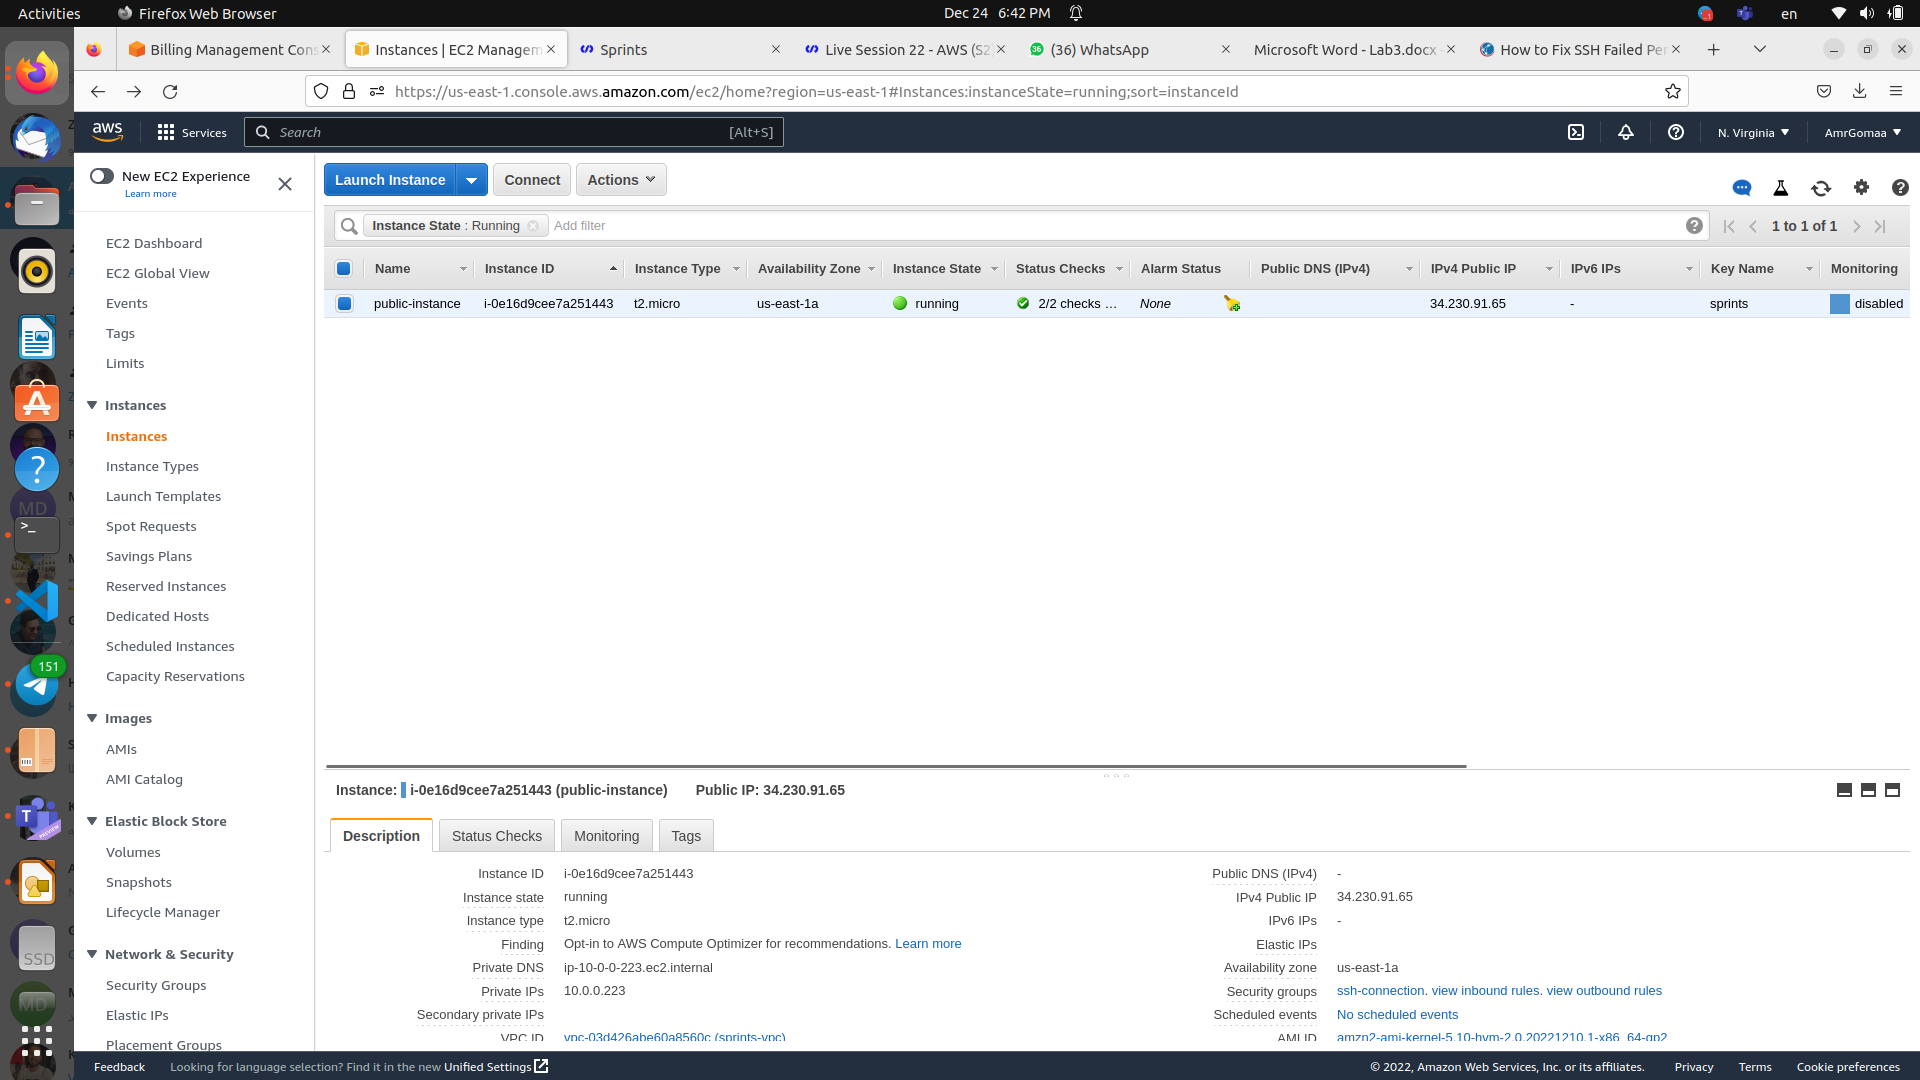 Activities
Firefox Web Browser
Dec 24 6:42 PM
en
Billing Management Cons
Instances | EC2 Managem
Sprints
Live Session 22 - AWS (S2
(36) WhatsApp
Microsoft Word - Lab3.docx -
How to Fix SSH Failed Per
https://us-east-1.console.aws.amazon.com/ec2/home?region=us-east-1#Instances:instanceState=running;sort=instanceId
aws
Services
Search
[Alt+S]
N. Virginia
AmrGomaa
New EC2 Experience
Learn more
EC2 Dashboard
EC2 Global View
Events
Tags
Limits
Instances
Instances
Instance Types
Launch Templates
Spot Requests
Savings Plans
Reserved Instances
Dedicated Hosts
Scheduled Instances
Capacity Reservations
Images
AMIs
AMI Catalog
Elastic Block Store
Volumes
Snapshots
Lifecycle Manager
Network & Security
Security Groups
Elastic IPs
Placement Groups
Launch Instance
Connect
Actions
Instance State : Running
Add filter
1 to 1 of 1
Name Instance ID Instance Type Availability Zone Instance State Status Checks Alarm Status Public DNS (IPv4) IPv4 Public IP IPv6 IPs Key Name Monitoring
public-instance i-0e16d9cee7a251443 t2.micro us-east-1a running 2/2 checks ... None 34.230.91.65 - sprints disabled
Instance: i-0e16d9cee7a251443 (public-instance) Public IP: 34.230.91.65
Description Status Checks Monitoring Tags
Instance ID i-0e16d9cee7a251443
Instance state running
Instance type t2.micro
Finding Opt-in to AWS Compute Optimizer for recommendations. Learn more
Private DNS ip-10-0-0-223.ec2.internal
Private IPs 10.0.0.223
Secondary private IPs
VPC ID vpc-03d426abe60a8560c (sprints-vpc)
Public DNS (IPv4) -
IPv4 Public IP 34.230.91.65
IPv6 IPs -
Elastic IPs
Availability zone us-east-1a
Security groups ssh-connection. view inbound rules. view outbound rules
Scheduled events No scheduled events
AMI ID amzn2-ami-kernel-5.10-hvm-2.0.20221210.1-x86_64-gp2
MD
151
SSD
MD
Feedback
Looking for language selection? Find it in the new Unified Settings
© 2022, Amazon Web Services, Inc. or its affiliates.
Privacy
Terms
Cookie preferences